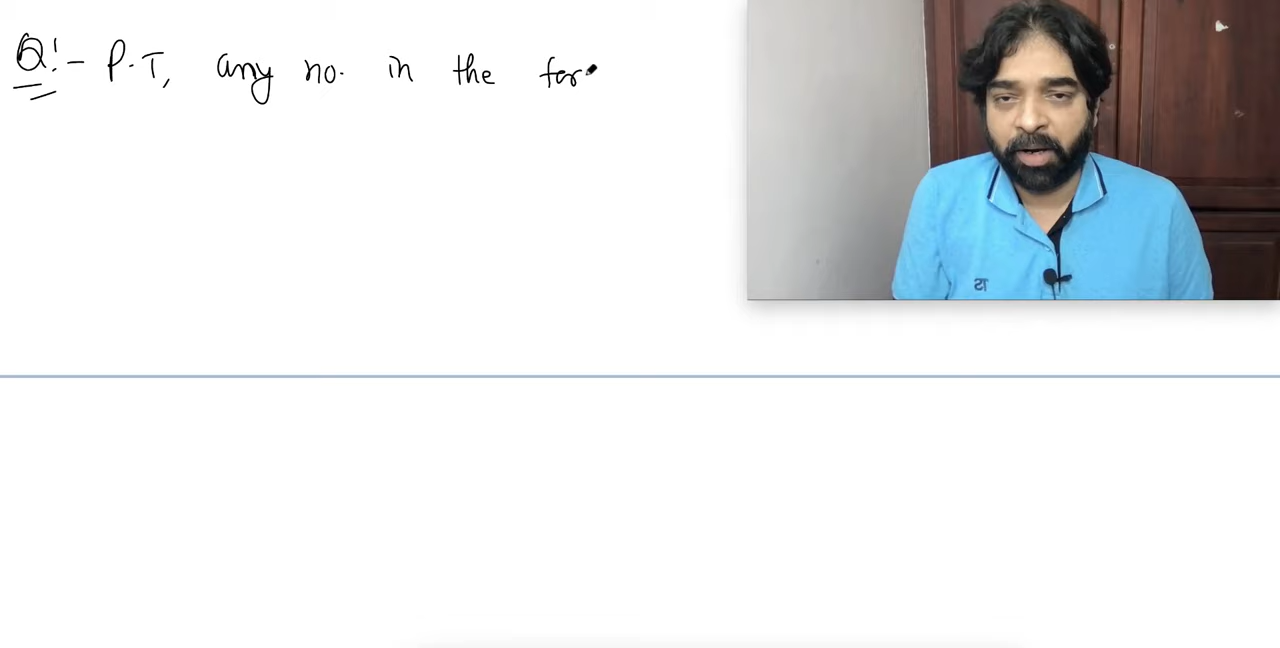 Q:- P.T, any no. in the for